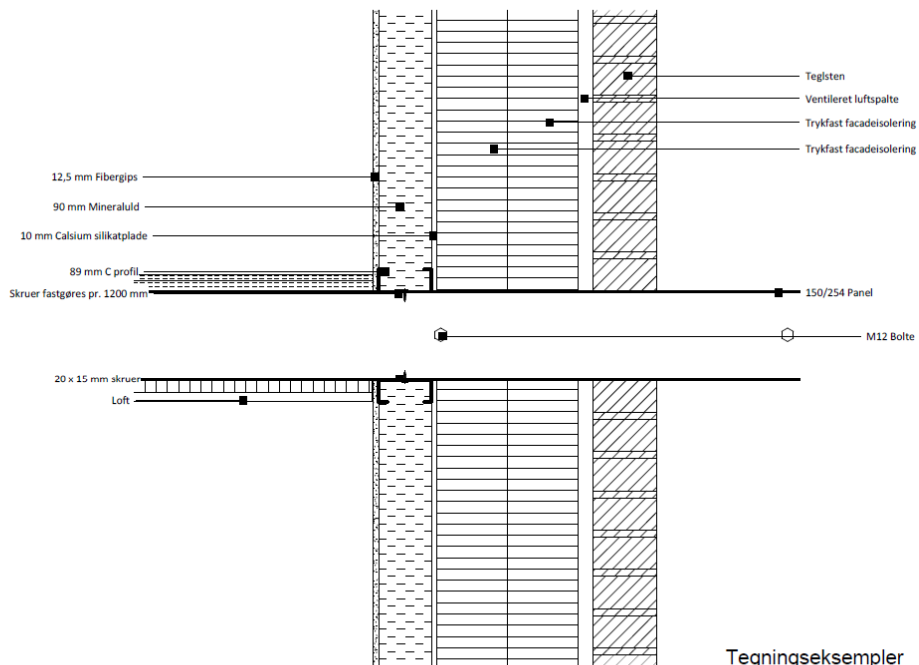 Teglsten
Ventileret luftspalte
Trykfast facadeisolering
Trykfast facadeisolering
12,5 mm Fibergips
90 mm Mineraluld
10 mm Calsium silikatplade
89 mm C profil
Skruer fastgøres pr. 1200 mm
150/254 Panel
M12 Bolte
20 x 15 mm skruer
Loft
Tegningseksempler